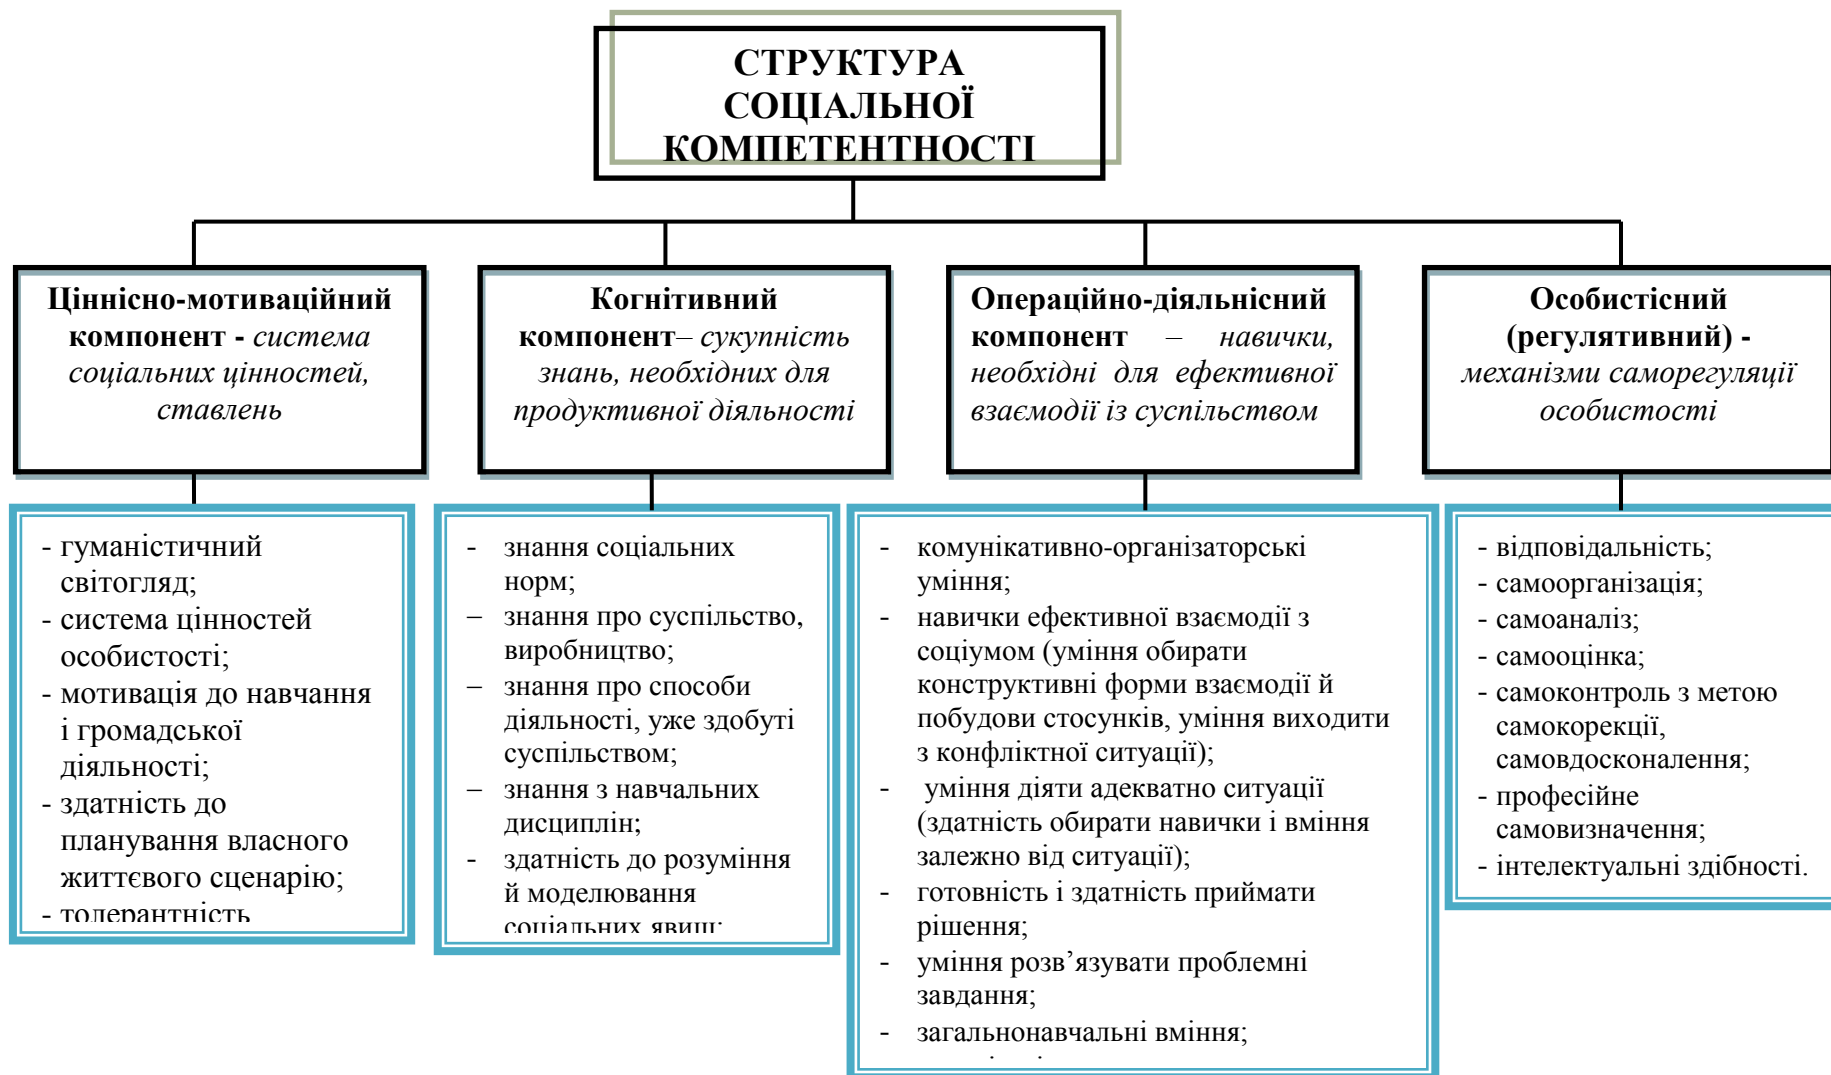 СТРУКТУРА
СОЦІАЛЬНОЇ
КОМПЕТЕНТНОСТІ
Ціннісно-мотиваційний
компонент - система
соціальних цінностей,
ставлень
Когнітивний
компонент– сукупність
знань, необхідних для
продуктивної діяльності
Операційно-діяльнісний
компонент – навички,
необхідні для ефективної
взаємодії із суспільством
Особистісний
(регулятивний) -
механізми саморегуляції
особистості
- гуманістичний
світогляд;
- система цінностей
особистості;
- мотивація до навчання
і громадської
діяльності;
- здатність до
планування власного
життєвого сценарію;
- толерантність
- знання соціальних
норм;
– знання про суспільство,
виробництво;
– знання про способи
діяльності, уже здобуті
суспільством;
– знання з навчальних
дисциплін;
- здатність до розуміння
й моделювання
соціальних явищ;
- комунікативно-організаторські
уміння;
- навички ефективної взаємодії з
соціумом (уміння обирати
конструктивні форми взаємодії й
побудови стосунків, уміння виходити
з конфліктної ситуації);
- уміння діяти адекватно ситуації
(здатність обирати навички і вміння
залежно від ситуації);
- готовність і здатність приймати
рішення;
- уміння розв’язувати проблемні
завдання;
- загальнонавчальні вміння;
- відповідальність;
- самоорганізація;
- самоаналіз;
- самооцінка;
- самоконтроль з метою
самокорекції,
самовдосконалення;
- професійне
самовизначення;
- інтелектуальні здібності.